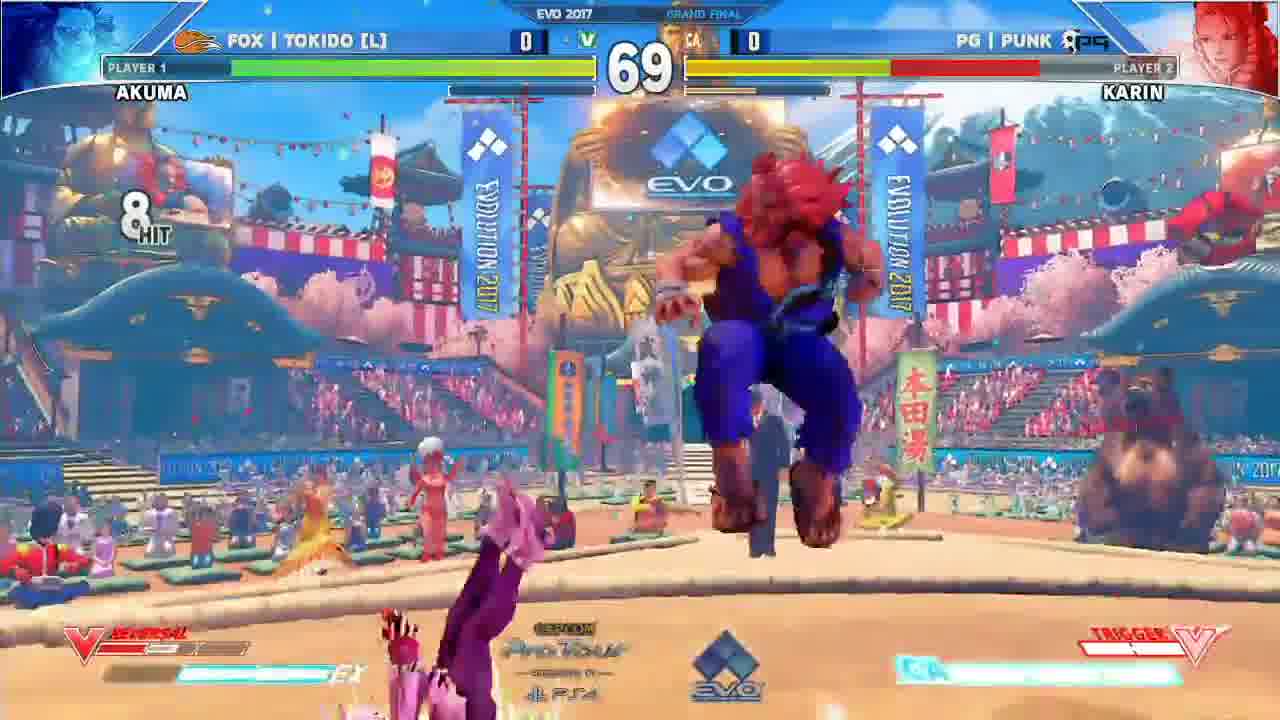 EVO 2017 GRAND FINAL
FOX | TOKIDO [L] 0 V 69 CA 0 PG | PUNK
PLAYER 1 PLAYER 2
AKUMA KARIN
EVO
EVOLUTION 2017
EVOLUTION 2017
8 HIT
本田湯
REVERSAL
TRIGGER
EX
CA
CAPCOM
PRO TOUR
PS4
EVO